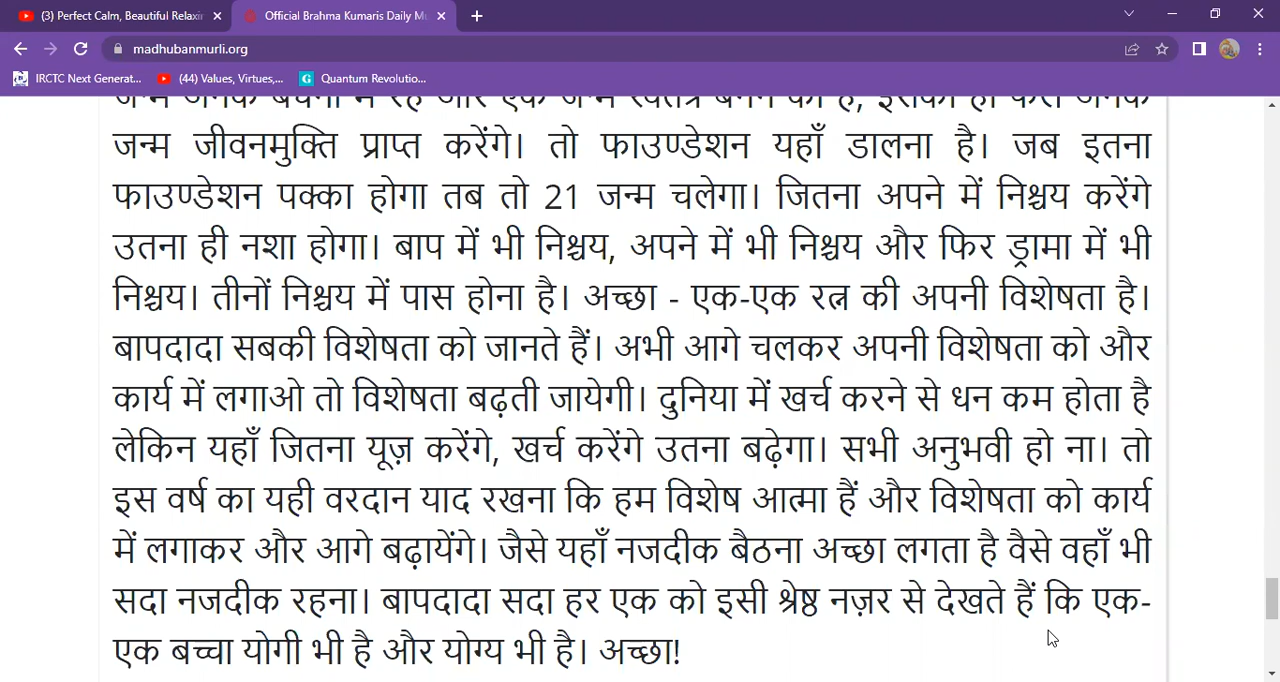 (3) Perfect Calm, Beautiful Relaxi
Official Brahma Kumaris Daily Mu
madhubanmurli.org
IRCTC Next Generat...
(44) Values, Virtues,...
Quantum Revolutio...
जन्म जीवनमुक्ति प्राप्त करेंगे। तो फाउण्डेशन यहाँ डालना है। जब इतना
फाउण्डेशन पक्का होगा तब तो 21 जन्म चलेगा। जितना अपने में निश्चय करेंगे
उतना ही नशा होगा। बाप में भी निश्चय, अपने में भी निश्चय और फिर ड्रामा में भी
निश्चय। तीनों निश्चय में पास होना है। अच्छा - एक-एक रत्न की अपनी विशेषता है।
बापदादा सबकी विशेषता को जानते हैं। अभी आगे चलकर अपनी विशेषता को और
कार्य में लगाओ तो विशेषता बढ़ती जायेगी। दुनिया में खर्च करने से धन कम होता है
लेकिन यहाँ जितना यूज़ करेंगे, खर्च करेंगे उतना बढ़ेगा। सभी अनुभवी हो ना। तो
इस वर्ष का यही वरदान याद रखना कि हम विशेष आत्मा हैं और विशेषता को कार्य
में लगाकर और आगे बढ़ायेंगे। जैसे यहाँ नजदीक बैठना अच्छा लगता है वैसे वहाँ भी
सदा नजदीक रहना। बापदादा सदा हर एक को इसी श्रेष्ठ नज़र से देखते हैं कि एक-
एक बच्चा योगी भी है और योग्य भी है। अच्छा!